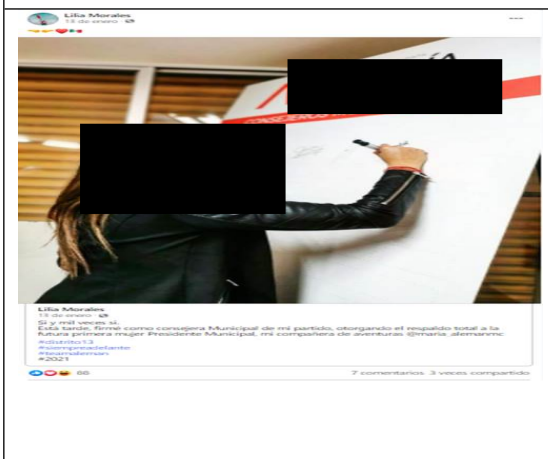 Lilia Morales
13 de enero
CONSEJEROS
Lilia Morales
13 de enero
Si y mil veces si.
Esta tarde, firmé como consejera Municipal de mi partido, otorgando el respaldo total a la
futura primera mujer Presidente Municipal, mi compañera de aventuras @maria_alemanmc
#distrito13
#siempreadelante
#teamaleman
#2021
66
7 comentarios 3 veces compartido